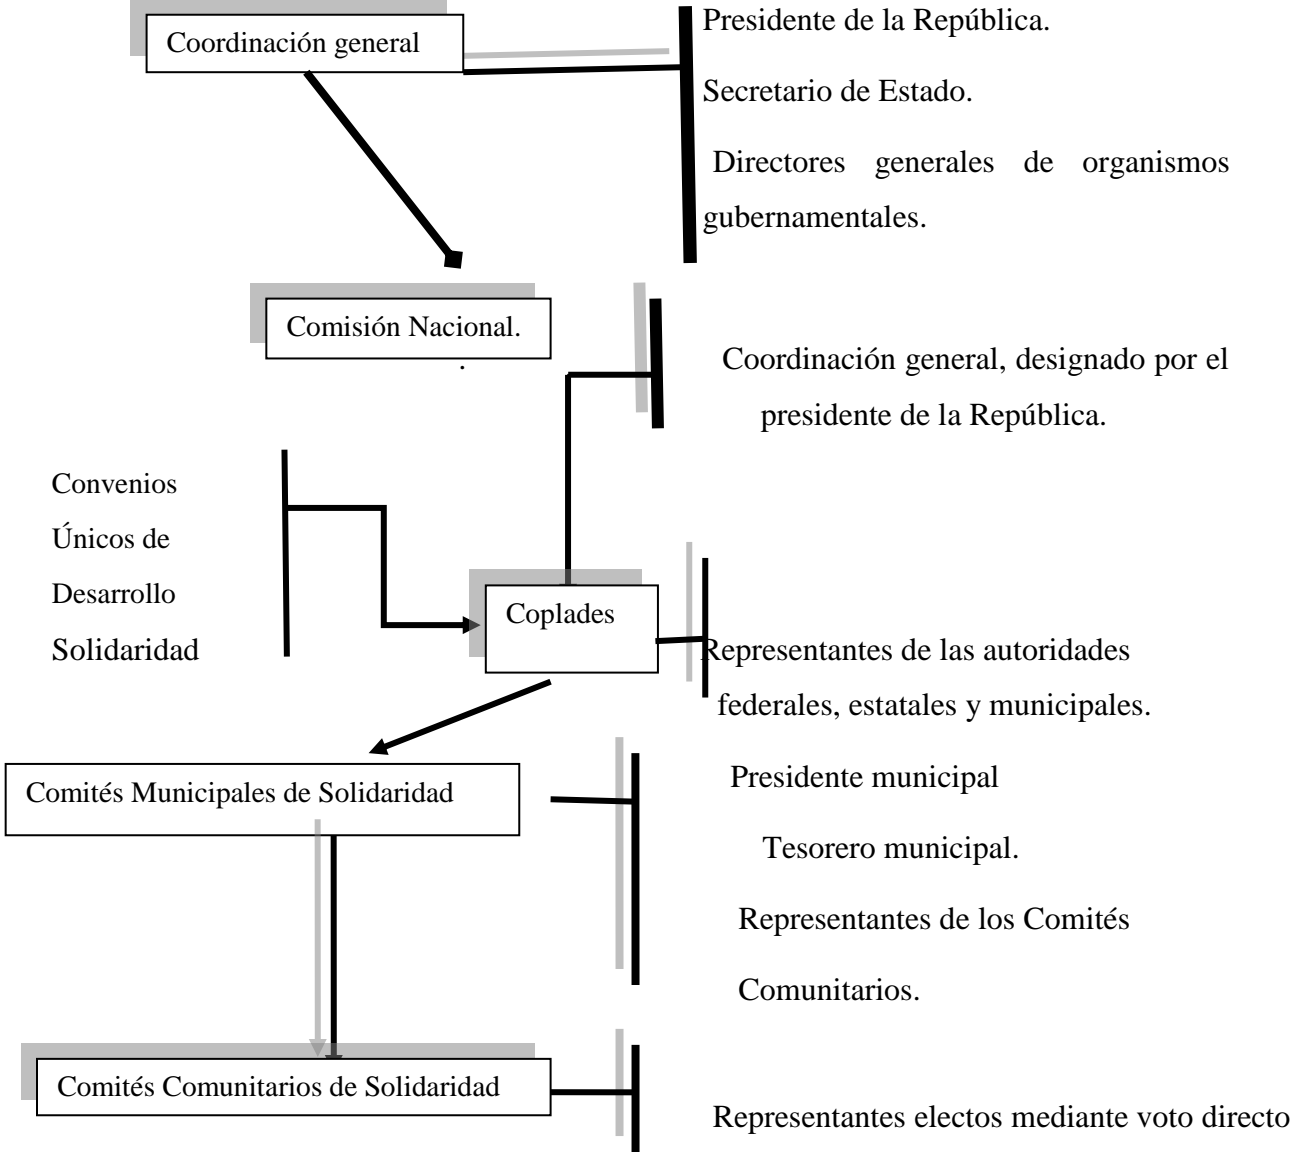 Coordinación general
Presidente de la República.
Secretario de Estado.
Directores generales de organismos
gubernamentales.
Comisión Nacional.
.
Coordinación general, designado por el
presidente de la República.
Convenios
Únicos de
Desarrollo
Solidaridad
Coplades
Representantes de las autoridades
federales, estatales y municipales.
Comités Municipales de Solidaridad
Presidente municipal
Tesorero municipal.
Representantes de los Comités
Comunitarios.
Comités Comunitarios de Solidaridad
Representantes electos mediante voto directo